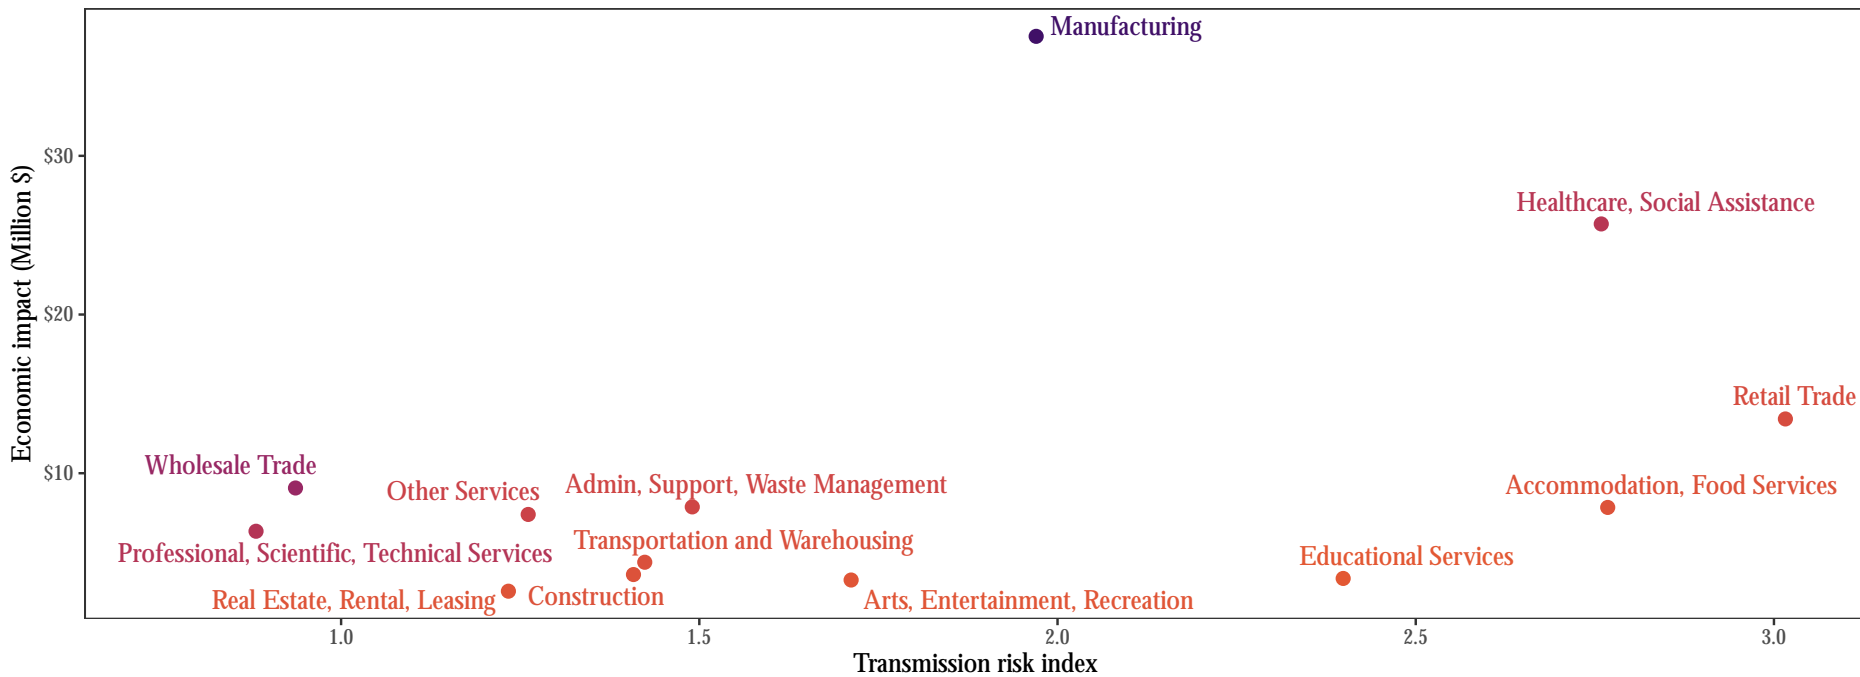 Manufacturing
$30
Healthcare, Social Assistance
Economic impact (Million $)
$20
Retail Trade
Wholesale Trade
$10
Other Services
Admin, Support, Waste Management
Accommodation, Food Services
Professional, Scientific, Technical Services
Transportation and Warehousing
Educational Services
Real Estate, Rental, Leasing
Construction
Arts, Entertainment, Recreation
1.0
1.5
2.0
2.5
3.0
Transmission risk index